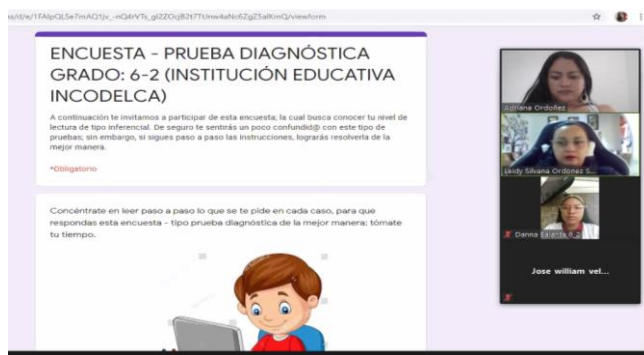 ENCUESTA - PRUEBA DIAGNÓSTICA
GRADO: 6-2 (INSTITUCIÓN EDUCATIVA
INCODELCA)
A continuación te invitamos a participar de esta encuesta, la cual busca conocer tu nivel de
lectura de tipo inferencial. De seguro te sentirás un poco confundid@ con este tipo de
pruebas; sin embargo, si sigues paso a paso las instrucciones, lograrás resolverla de la
mejor manera.
*Obligatorio
Concéntrate en leer paso a paso lo que se te pide en cada caso, para que
respondas esta encuesta - tipo prueba diagnóstica de la mejor manera; tómate
tu tiempo.
Adriana Ordoñez
Leidy Silvana Ordonez S...
Danna
Jose william vel...